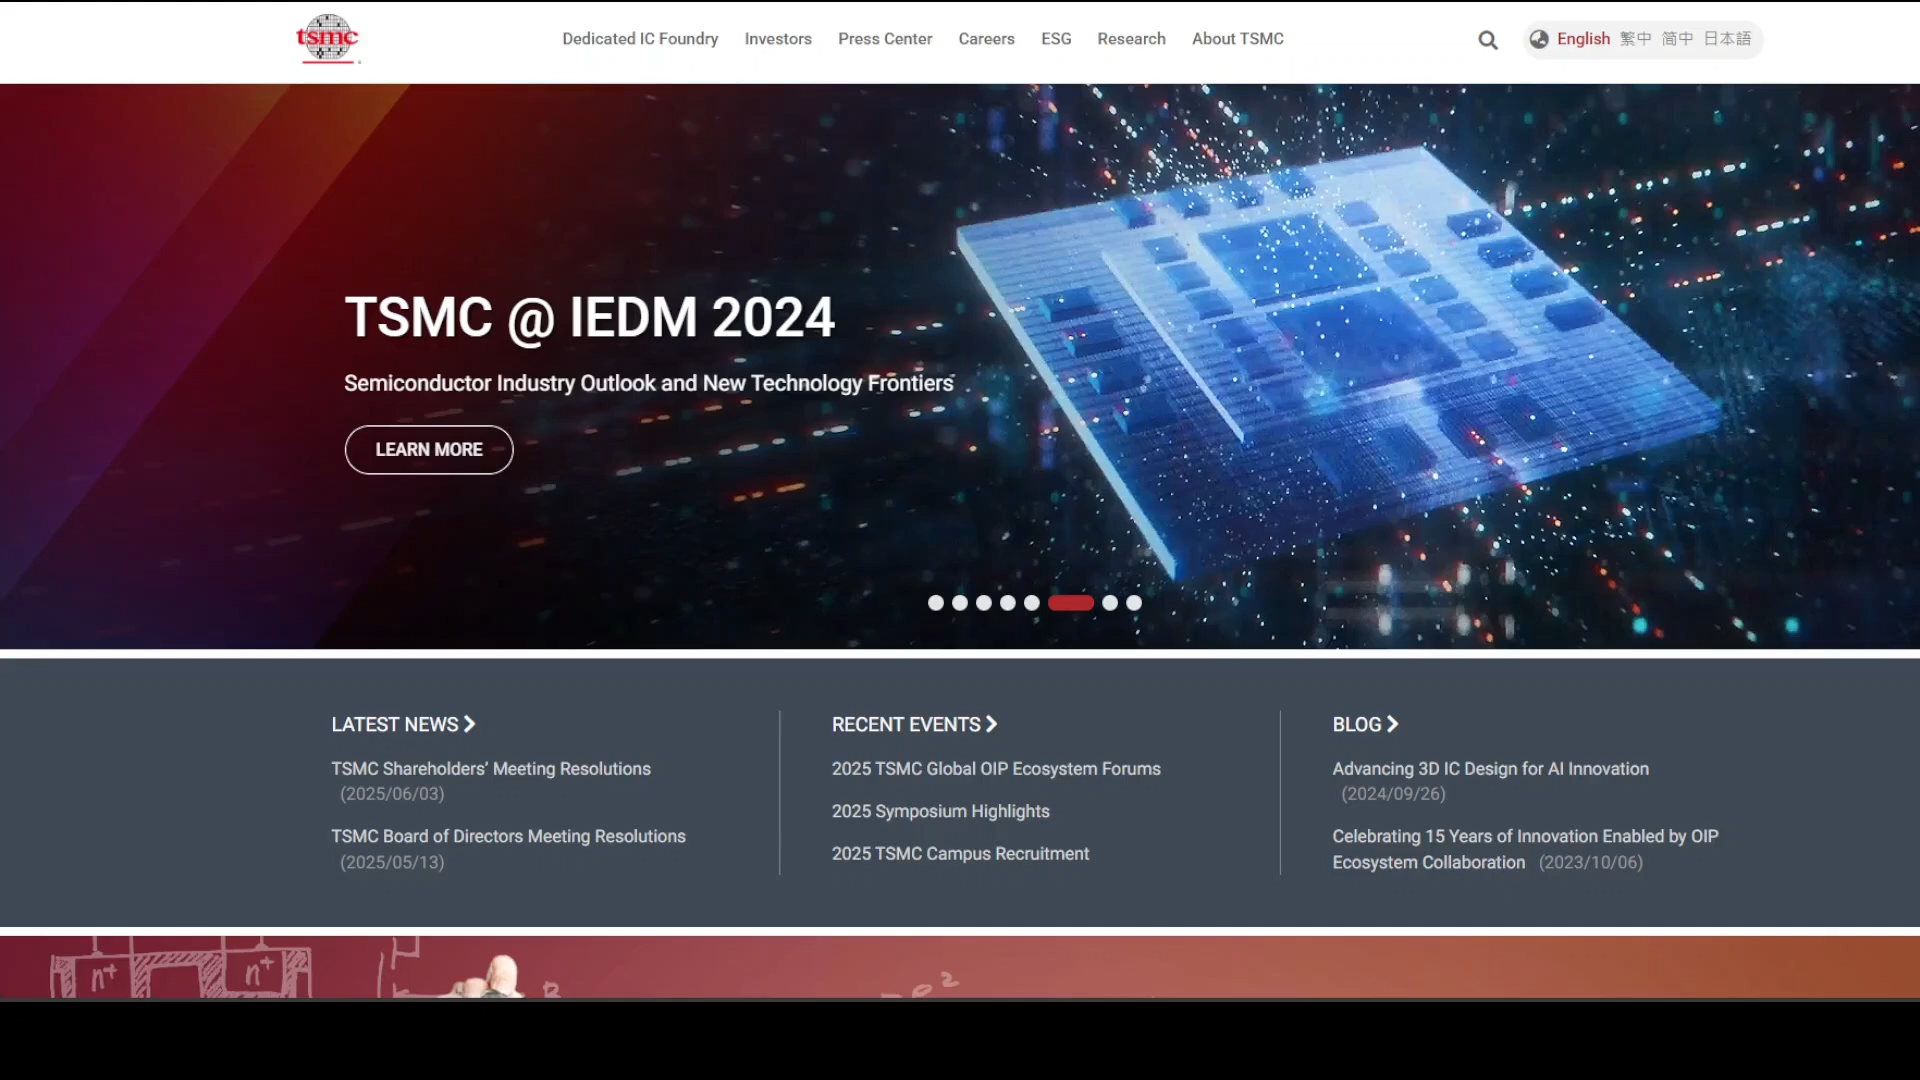 tsmc
Dedicated IC Foundry Investors Press Center Careers ESG Research About TSMC
English 繁中 简中 日本語
TSMC @ IEDM 2024
Semiconductor Industry Outlook and New Technology Frontiers
LEARN MORE
LATEST NEWS
TSMC Shareholders’ Meeting Resolutions
(2025/06/03)
TSMC Board of Directors Meeting Resolutions
(2025/05/13)
RECENT EVENTS
2025 TSMC Global OIP Ecosystem Forums
2025 Symposium Highlights
2025 TSMC Campus Recruitment
BLOG
Advancing 3D IC Design for AI Innovation
(2024/09/26)
Celebrating 15 Years of Innovation Enabled by OIP
Ecosystem Collaboration (2023/10/06)
n+ n+